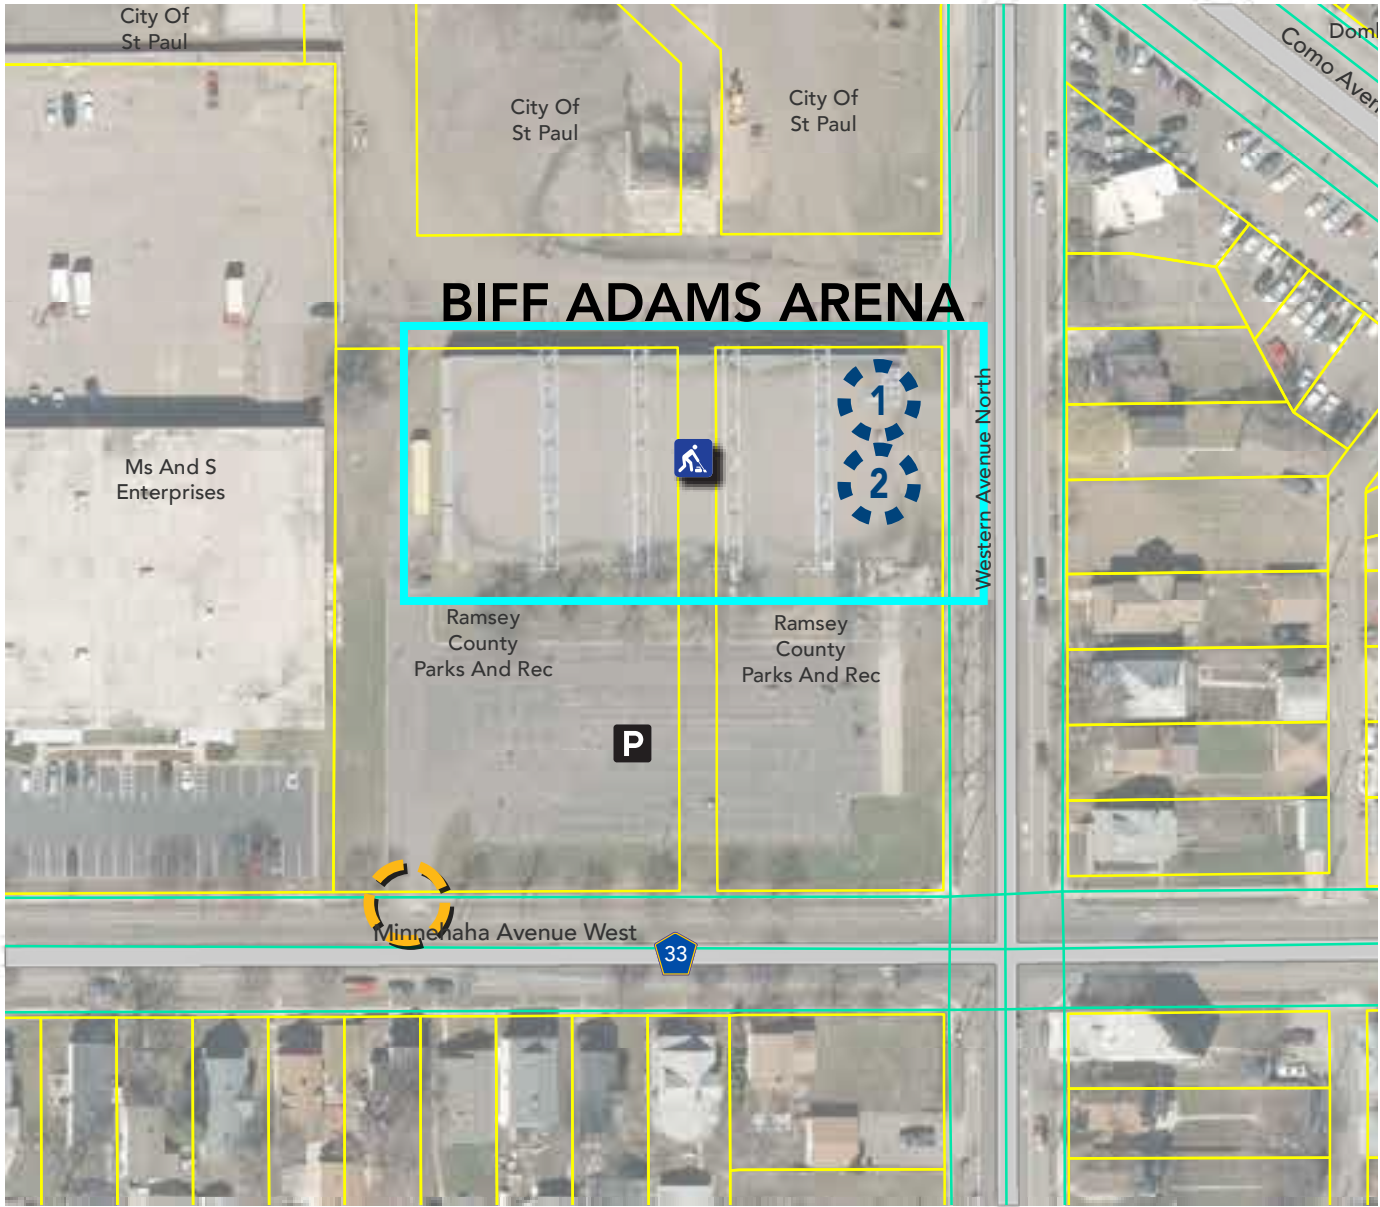 City Of
St Paul
Como Aven
City Of
St Paul
City Of
St Paul
BIFF ADAMS ARENA
1
2
Western Avenue North
Ms And S
Enterprises
Ramsey
County
Parks And Rec
Ramsey
County
Parks And Rec
P
Minnehaha Avenue West
33